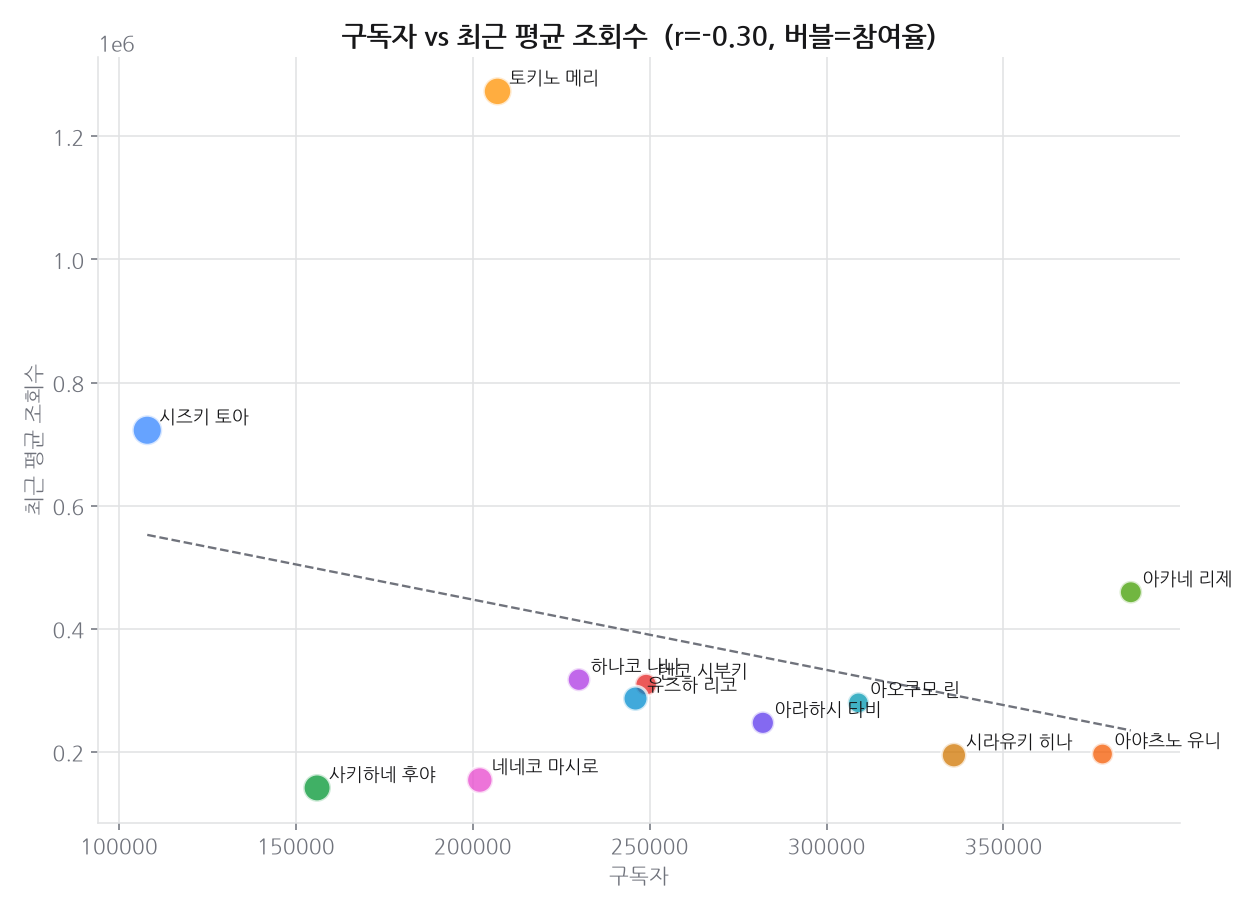 구독자 vs 최근 평균 조회수 (r=-0.30, 버블=참여율)
1e6
토키노 메리
1.2
1.0
0.8
시즈키 토아
0.6
아카네 리제
0.4
하나코 나나
텐코 시부키
유즈하 리코
아오쿠모 린
아라하시 타비
시라유키 히나
아야츠노 유니
0.2
사키하네 후야
네네코 마시로
최근 평균 조회수
100000 150000 200000 250000 300000 350000
구독자